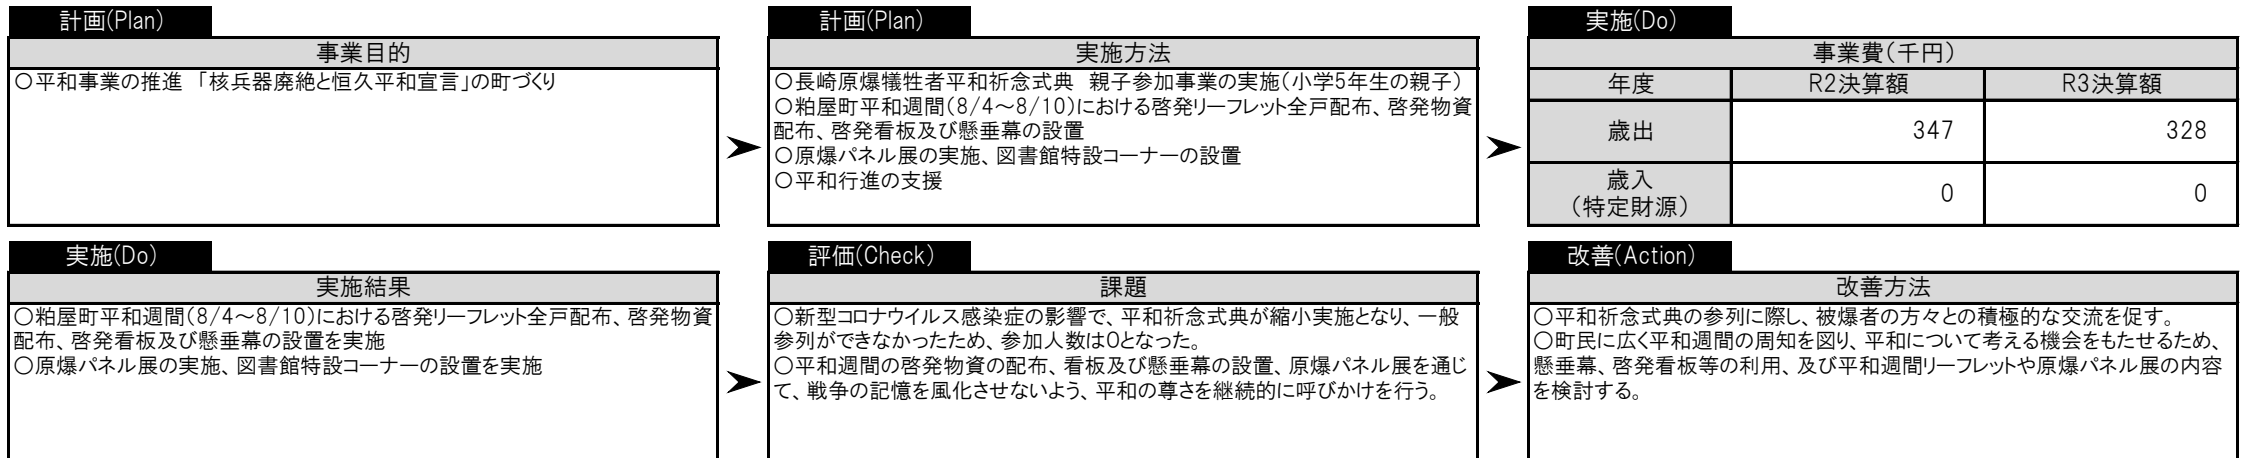 計画(Plan)
事業目的
○平和事業の推進　「核兵器廃絶と恒久平和宣言」の町づくり
計画(Plan)
実施方法
○長崎原爆犠牲者平和祈念式典　親子参加事業の実施(小学5年生の親子)
○粕屋町平和週間(8/4～8/10)における啓発リーフレット全戸配布、啓発物資
配布、啓発看板及び懸垂幕の設置
○原爆パネル展の実施、図書館特設コーナーの設置
○平和行進の支援
実施(Do)
事業費(千円)
年度 R2決算額 R3決算額
歳出 347 328
歳入
(特定財源) 0 0
実施(Do)
実施結果
○粕屋町平和週間(8/4～8/10)における啓発リーフレット全戸配布、啓発物資
配布、啓発看板及び懸垂幕の設置を実施
○原爆パネル展の実施、図書館特設コーナーの設置を実施
評価(Check)
課題
○新型コロナウイルス感染症の影響で、平和祈念式典が縮小実施となり、一般
参列ができなかったため、参加人数は0となった。
○平和週間の啓発物資の配布、看板及び懸垂幕の設置、原爆パネル展を通じ
て、戦争の記憶を風化させないよう、平和の尊さを継続的に呼びかけを行う。
改善(Action)
改善方法
○平和祈念式典の参列に際し、被爆者の方々との積極的な交流を促す。
○町民に広く平和週間の周知を図り、平和について考える機会をもたせるため、
懸垂幕、啓発看板等の利用、及び平和週間リーフレットや原爆パネル展の内容
を検討する。